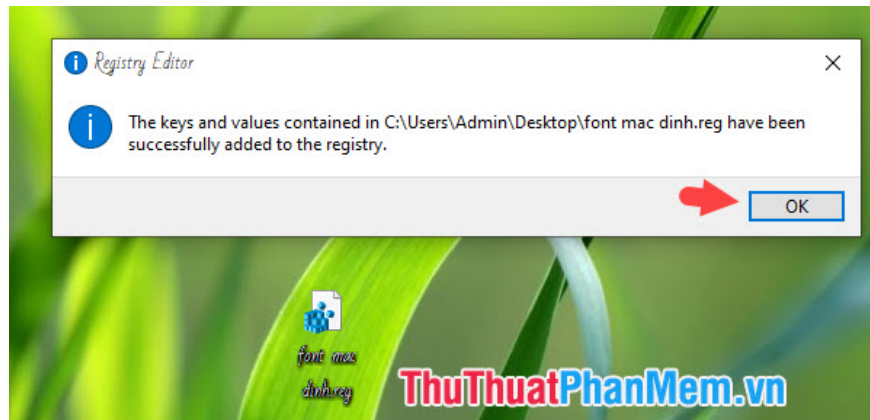 Registry Editor
The keys and values contained in C:\Users\Admin\Desktop\font mac dinh.reg have been
successfully added to the registry.
OK
font mac
dinh.reg
ThuThuatPhanMem.vn